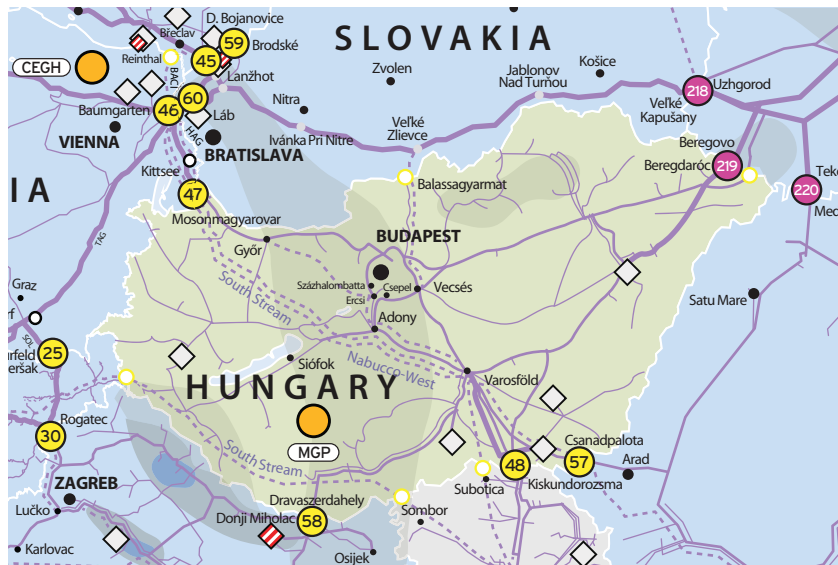 D. Bojanovice
Břeclav
59
Brodské
SLOVAKIA
Reinthal
45
CEGH
BACI
Lanžhot
Zvolen
Košice
Jablonov
Nad Turňou
218
Uzhgorod
Veľké
Kapušany
60
Baumgarten
46
Láb
Nitra
HAG
VIENNA
BRATISLAVA
Ivánka Pri Nitre
Veľké
Zlievce
Beregovo
Beregdaróc
219
Kittsee
220
Tek
Med
IA
47
Balassagyarmat
Mosonmagyarovar
TAG
Győr
BUDAPEST
Százhalombatta
Csepel
Ercsi
Vecsés
South Stream
Graz
Satu Mare
Adony
SOL
25
Siófok
Nabucco-West
Varosföld
HUNGARY
Rogatec
30
MGP
South Stream
Csanadpalota
57
Arad
48
Kiskundorozsma
Subotica
ZAGREB
Lučko
Dravaszerdahely
Donji Miholac
58
Sombor
Karlovac
Osijek